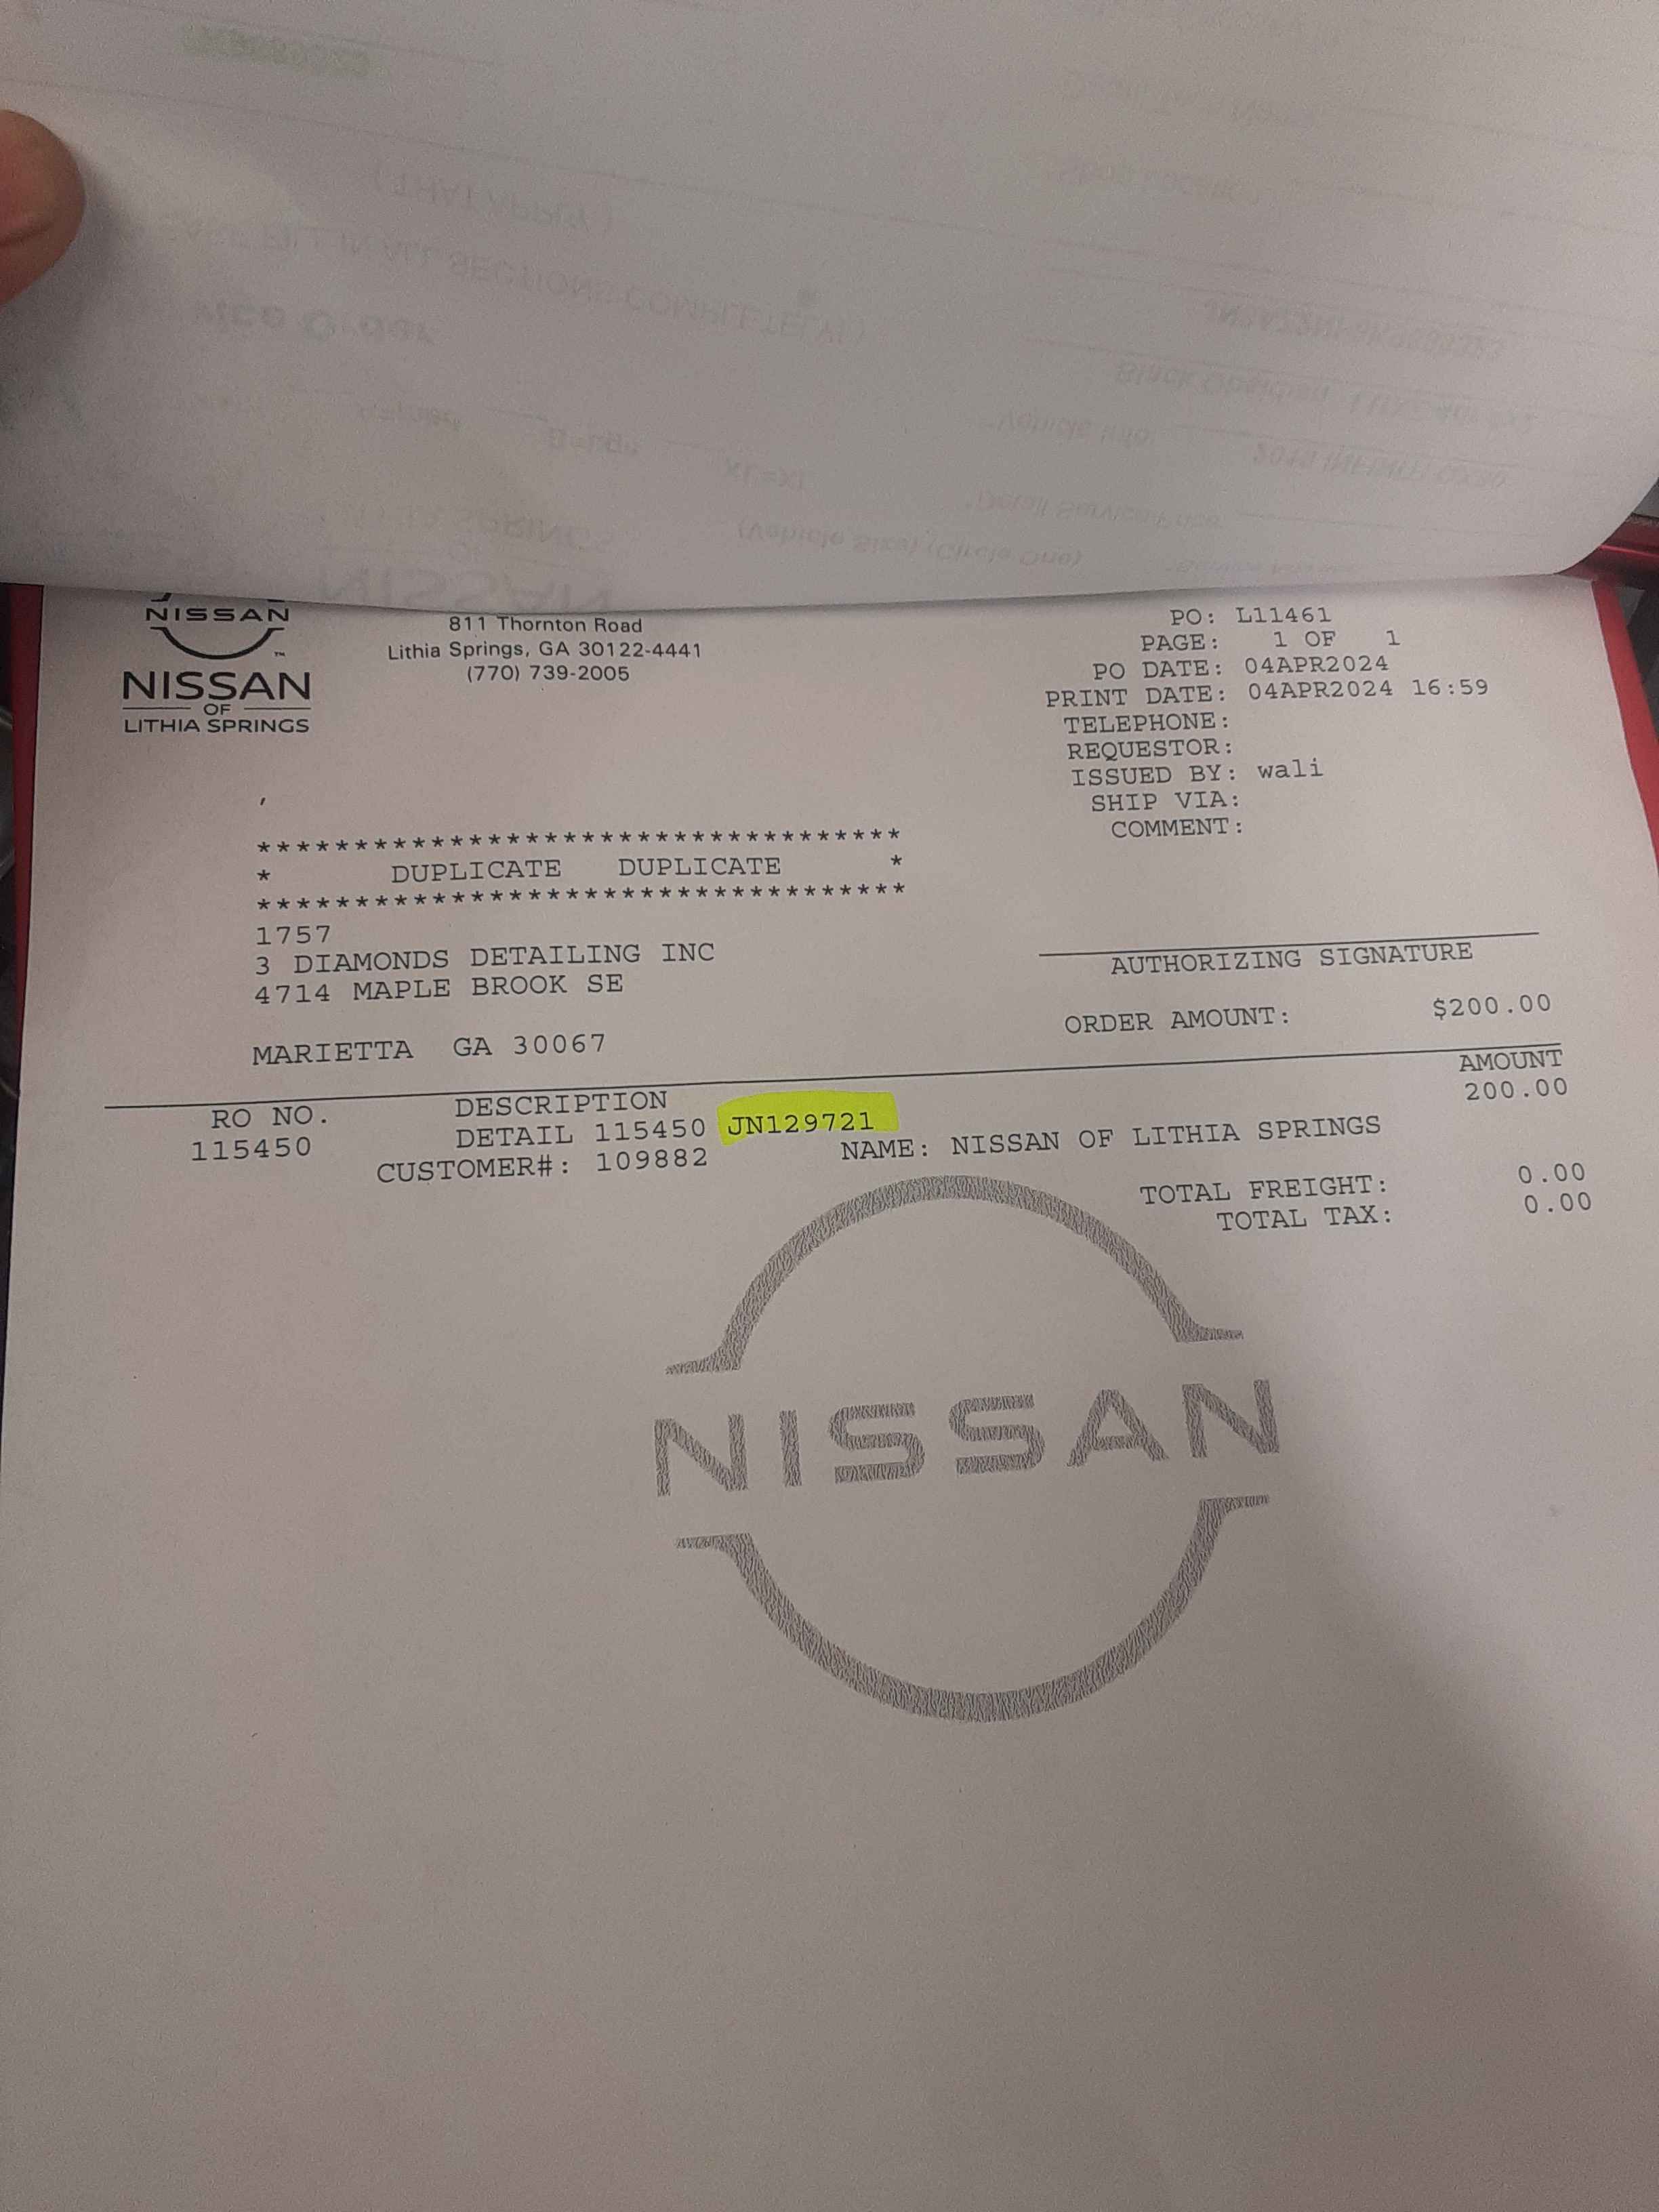 NISSAN
NISSAN
OF
LITHIA SPRINGS
811 Thornton Road
Lithia Springs, GA 30122-4441
(770) 739-2005
PO: L11461
PAGE: 1 OF 1
PO DATE: 04APR2024
PRINT DATE: 04APR2024 16:59
TELEPHONE:
REQUESTOR:
ISSUED BY: wali
SHIP VIA:
COMMENT:
,
***********************************
* DUPLICATE DUPLICATE *
***********************************
1757
3 DIAMONDS DETAILING INC
4714 MAPLE BROOK SE
MARIETTA GA 30067
AUTHORIZING SIGNATURE
ORDER AMOUNT: $200.00
RO NO. DESCRIPTION AMOUNT
115450 DETAIL 115450 JN129721 200.00
CUSTOMER#: 109882 NAME: NISSAN OF LITHIA SPRINGS
TOTAL FREIGHT: 0.00
TOTAL TAX: 0.00
NISSAN